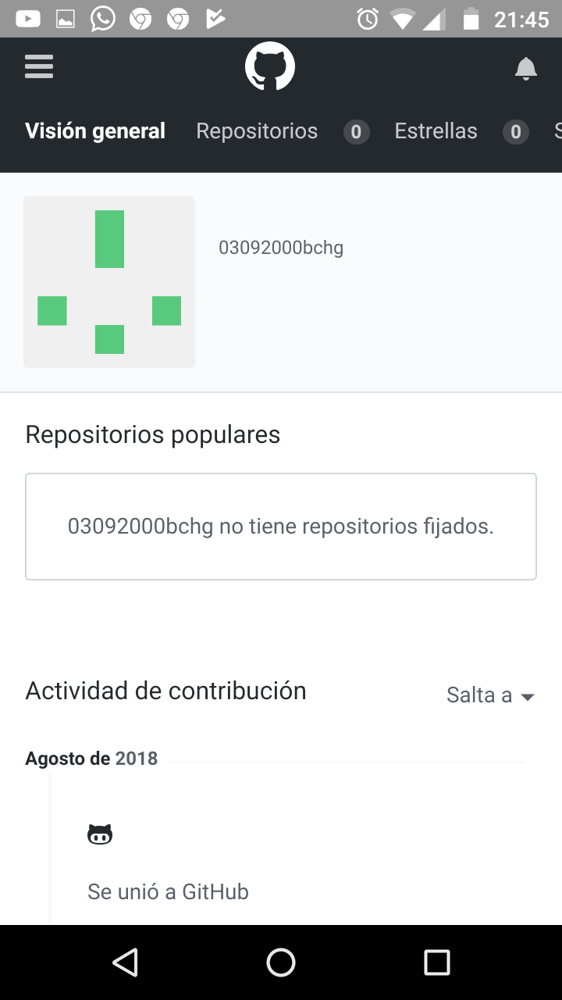 21:45
Visión general Repositorios 0 Estrellas 0 S
03092000bchg
Repositorios populares
03092000bchg no tiene repositorios fijados.
Actividad de contribución Salta a
Agosto de 2018
Se unió a GitHub